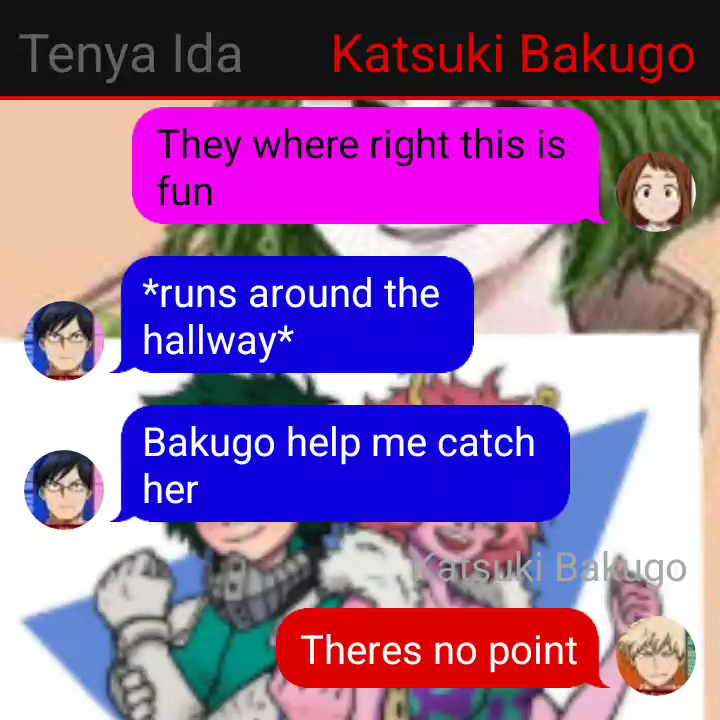 Tenya Ida Katsuki Bakugo
They where right this is
fun
*runs around the
hallway*
Bakugo help me catch
her
Katsuki Bakugo
Theres no point